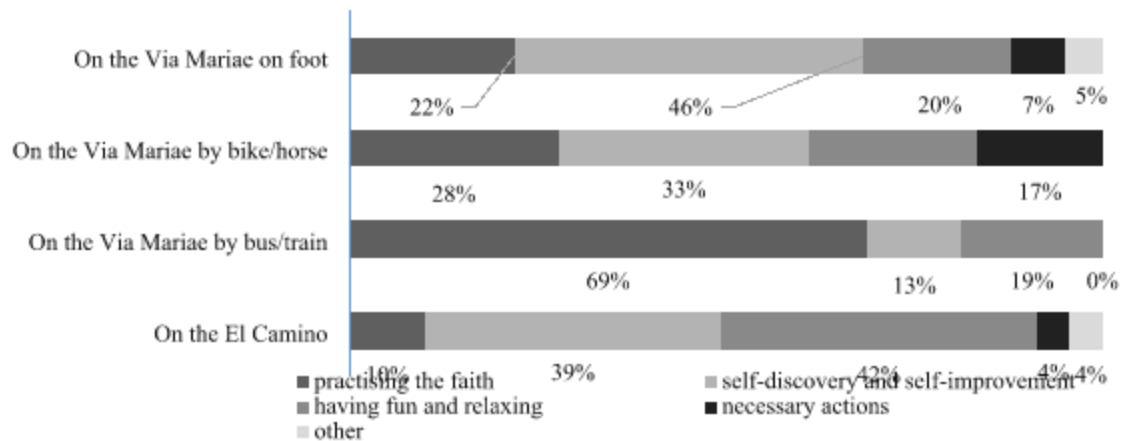 On the Via Mariae on foot
22% 46% 20% 7% 5%
On the Via Mariae by bike/horse
28% 33% 17%
On the Via Mariae by bus/train
69% 13% 19% 0%
On the El Camino
10% 39% 42% 4% 4%
practising the faith self-discovery and self-improvement
having fun and relaxing necessary actions
other